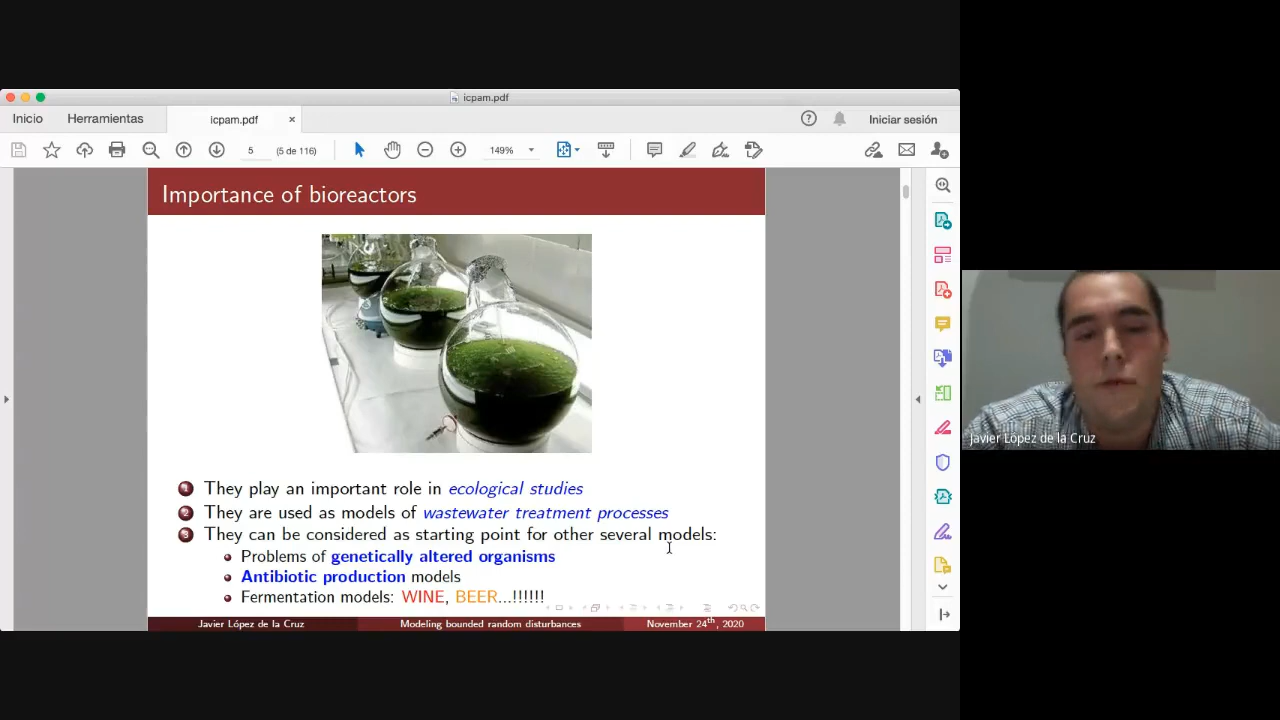 icpam.pdf
Inicio
Herramientas
icpam.pdf
Iniciar sesión
5
(5 de 116)
149%
Importance of bioreactors
1 They play an important role in ecological studies
2 They are used as models of wastewater treatment processes
3 They can be considered as starting point for other several models:
Problems of genetically altered organisms
Antibiotic production models
Fermentation models: WINE, BEER...!!!!!!
Javier López de la Cruz
Modeling bounded random disturbances
November 24th, 2020
Javier López de la Cruz